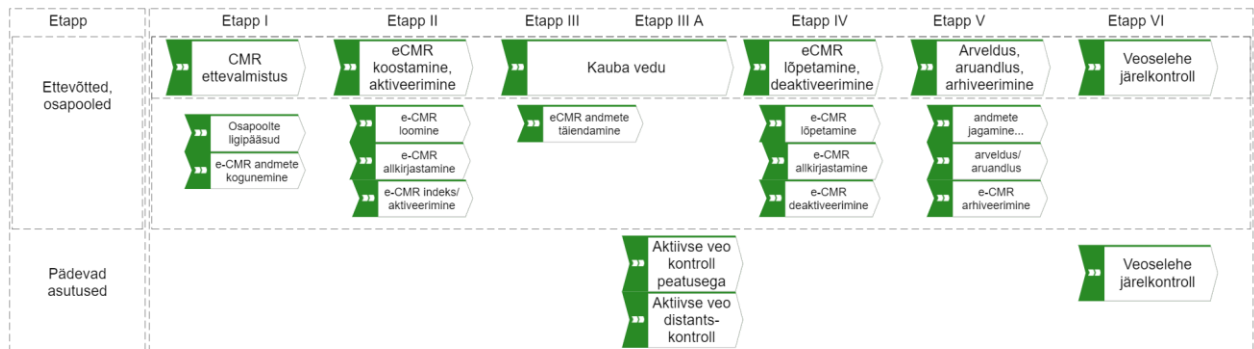 Etapp
Etapp I
Etapp II
Etapp III
Etapp III A
Etapp IV
Etapp V
Etapp VI
Ettevõtted,
osapooled
CMR
ettevalmistus
eCMR
koostamine,
aktiveerimine
Kauba vedu
eCMR
lõpetamine,
deaktiveerimine
Arveldus,
aruandlus,
arhiveerimine
Veoselehe
järelkontroll
Osapoolte
ligipääsud
e-CMR andmete
kogunemine
e-CMR
loomine
e-CMR
allkirjastamine
e-CMR indeks/
aktiveerimine
eCMR andmete
täiendamine
e-CMR
lõpetamine
e-CMR
allkirjastamine
e-CMR
deaktiveerimine
andmete
jagamine...
arveldus/
aruandlus
e-CMR
arhiveerimine
Pädevad
asutused
Aktiivse veo
kontroll
peatusega
Aktiivse veo
distants-
kontroll
Veoselehe
järelkontroll